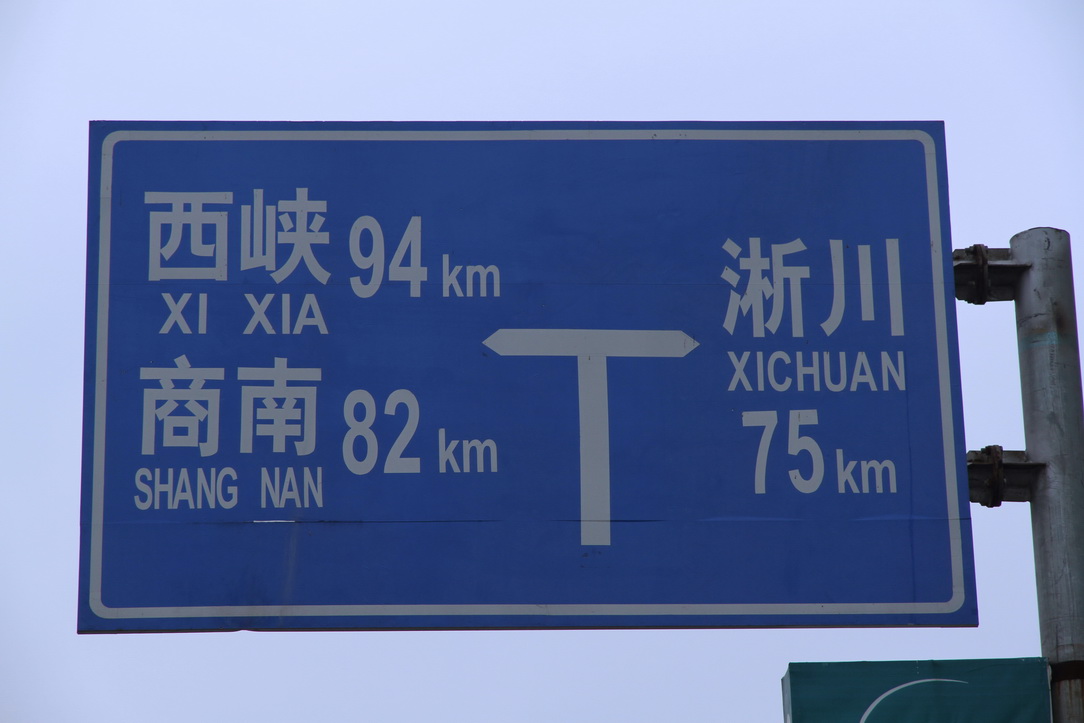 西峡 94 km
XI XIA
商南 82 km
SHANG NAN
淅川
XICHUAN
75 km